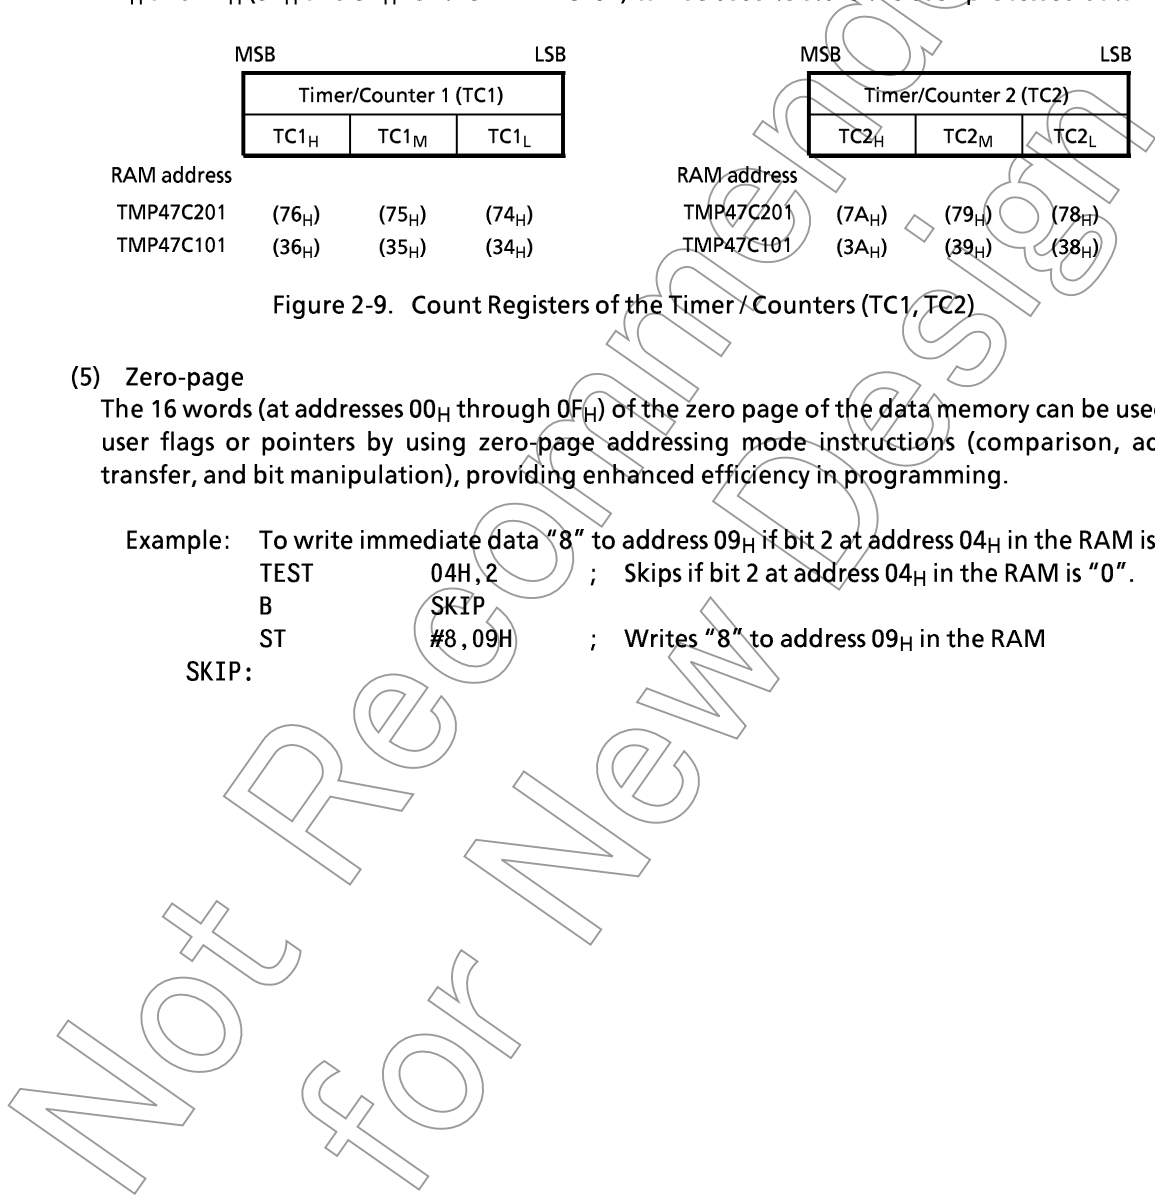 MSB LSB MSB LSB
Timer/Counter 1 (TC1) Timer/Counter 2 (TC2)
TC1H TC1M TC1L TC2H TC2M TC2L
RAM address RAM address
TMP47C201 (76H) (75H) (74H) TMP47C201 (7AH) (79H) (78H)
TMP47C101 (36H) (35H) (34H) TMP47C101 (3AH) (39H) (38H)
Figure 2-9. Count Registers of the Timer / Counters (TC1, TC2)
(5) Zero-page
The 16 words (at addresses 00H through 0FH) of the zero page of the data memory can be use
user flags or pointers by using zero-page addressing mode instructions (comparison, ad
transfer, and bit manipulation), providing enhanced efficiency in programming.
Example: To write immediate data "8" to address 09H if bit 2 at address 04H in the RAM is
TEST 04H,2 ; Skips if bit 2 at address 04H in the RAM is "0".
B SKIP
ST #8,09H ; Writes "8" to address 09H in the RAM
SKIP:
Not Recommende
for New Design